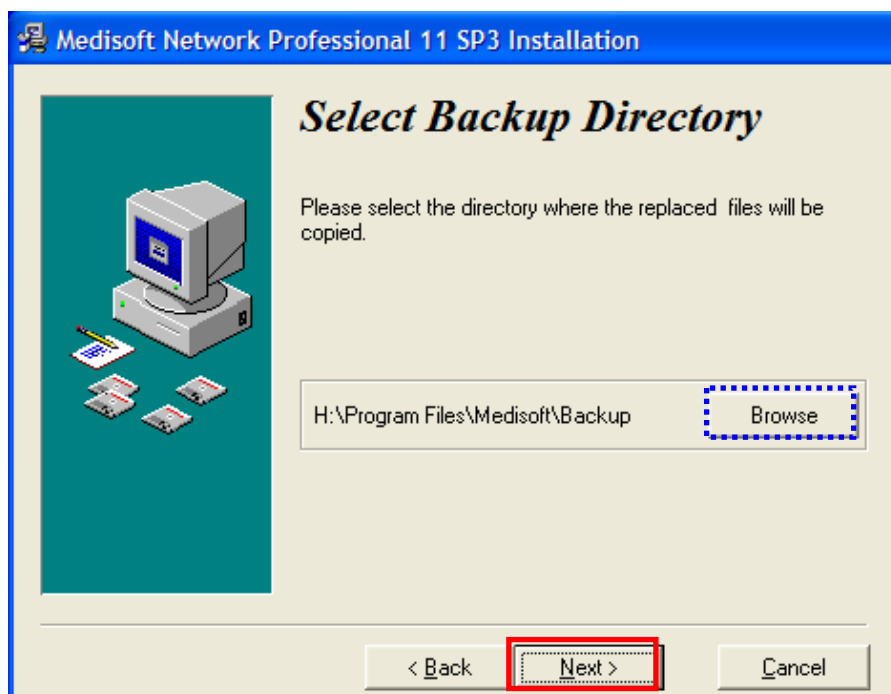 Medisoft Network Professional 11 SP3 Installation
Select Backup Directory
Please select the directory where the replaced  files will be
copied.
H:\Program Files\Medisoft\Backup
Browse
< Back
Next >
Cancel